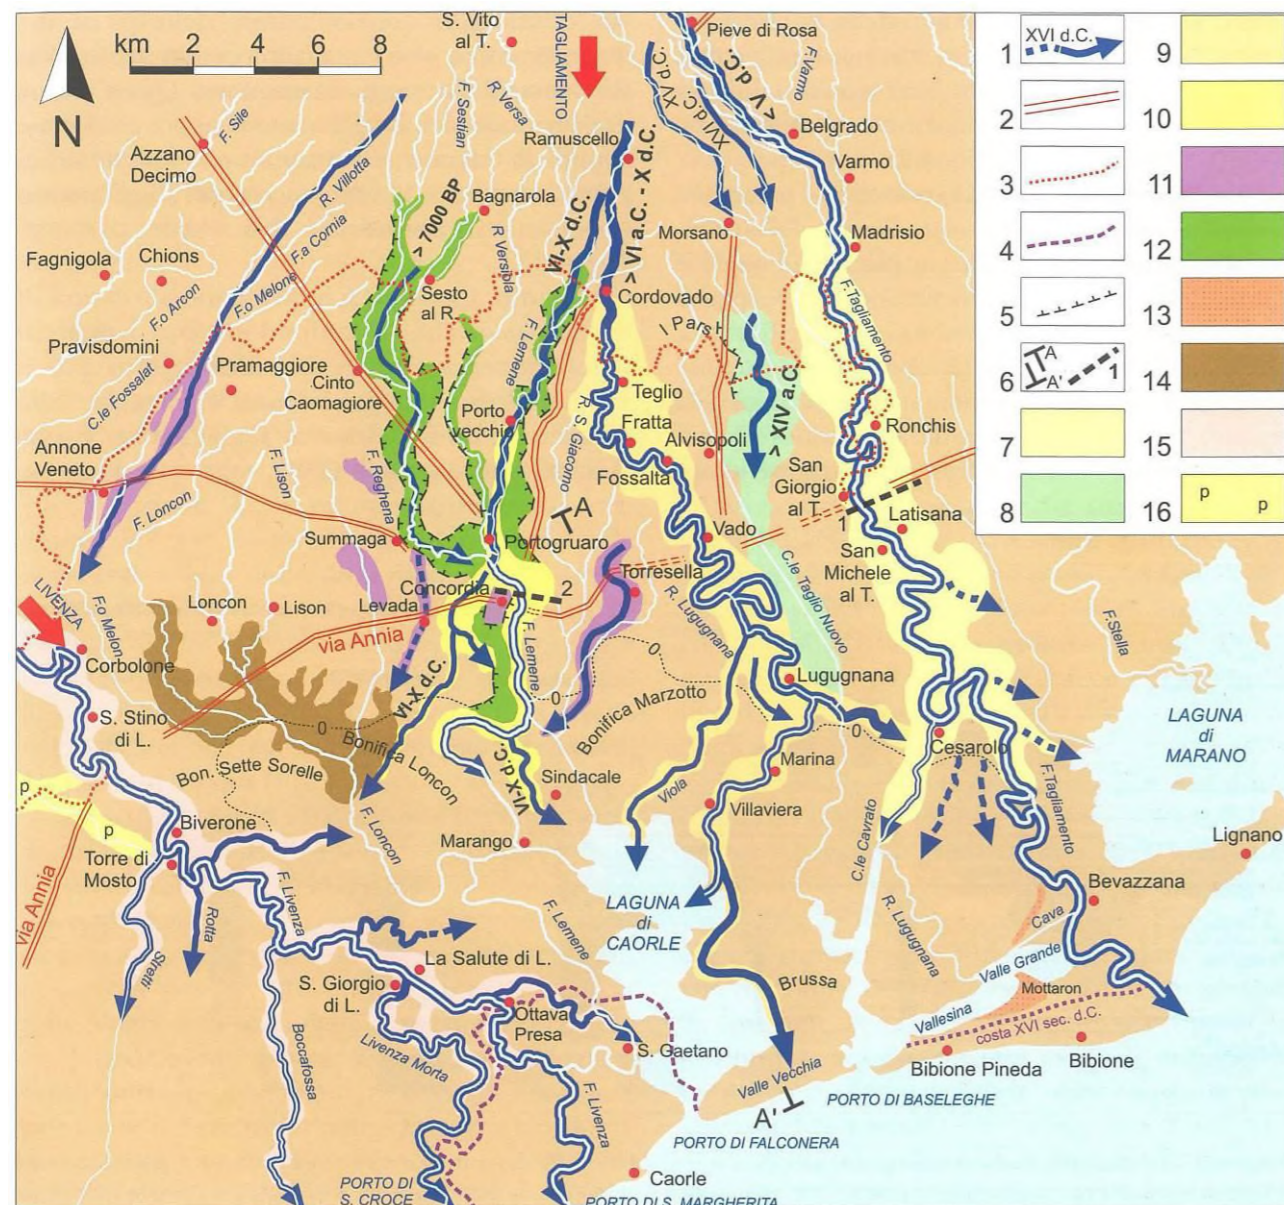 km 2 4 6 8
N
S. Vito
al T.
TAGLIAMENTO
Pieve di Rosa
F. Varmo
XV d.C.
XVI d.C.
> V d.C.
F. Sestian
R Versa
Ramuscello
Belgrado
Varmo
F. Sile
Azzano
Decimo
R. Villotta
> 7000 BP
Bagnarola
VI-X d.C.
> VI a.C. - X d.C.
Morsano
Madrisio
Fagnigola
Chions
F.a Cornia
F.o Melone
F.o Arcon
R Versiola
Sesto
al R.
Cordovado
F.Tagliamento
I Pars
Pravisdomini
Pramaggiore
C.le Fossalat
Cinto
Caomagiore
F. Lemene
Teglio
> XIV a.C.
Porto
vecchio
R. S. Giacomo
Fratta
Alvisopoli
Ronchis
Annone
Veneto
F. Lison
F. Reghena
Fossalta
San
Giorgio
al T.
F. Loncon
A
1
Latisana
Summaga
Portogruaro
Vado
San
Michele
al T.
C.le Taglio Nuovo
LIVENZA
Concordia
2
Torresella
R. Lugugnana
Loncon
Lison
Levada
via Annia
F.o Melon
F. Lemene
F.Stella
Corbolone
VI-X d.C.
0
0
Bonifica Marzotto
Lugugnana
S. Stino
di L.
0
Bonifica Loncon
0
LAGUNA
di
MARANO
Bon. Sette Sorelle
VI-X d.C.
Sindacale
Viola
Marina
Cesarolo
p
p
F. Loncon
Villaviera
F.Tagliamento
Biverone
Marango
C.le Cavrato
Lignano
Torre di
Mosto
via Annia
Bevazzana
Rotta
F. Livenza
F. Lemene
LAGUNA
di
CAORLE
R. Lugugnana
Cava
Stretti
La Salute di L.
Valle Grande
S. Giorgio
di L.
Brussa
Mottaron
Ottava
Presa
Vallesina
costa XVI sec. d.C.
Boccafossa
Livenza Morta
S. Gaetano
Bibione Pineda
Bibione
F. Livenza
Valle Vecchia
A'
PORTO DI BASELEGHE
PORTO DI FALCONERA
PORTO DI
S. CROCE
Caorle
PORTO DI S. MARGHERITA
1 XVI d.C.
2
3
4
5
6 A A' 1
7
8
9
10
11
12
13
14
15
16 p p